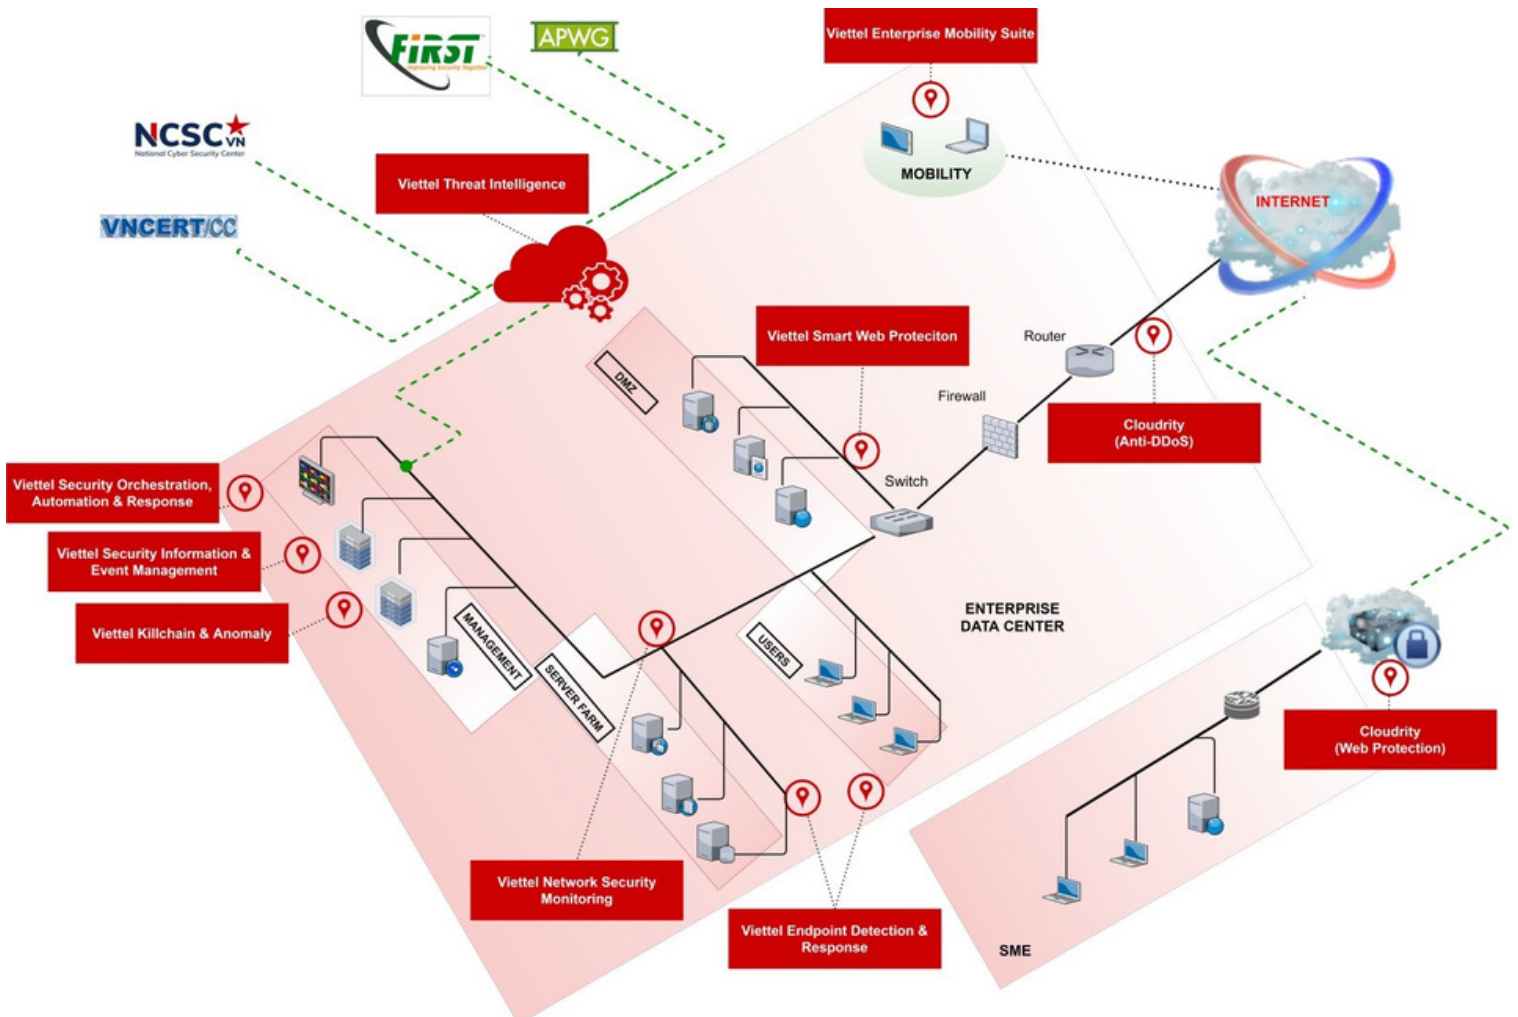 FiRST
Improving Security Together
APWG
Viettel Enterprise Mobility Suite
NCSC VN
National Cyber Security Center
Viettel Threat Intelligence
MOBILITY
INTERNET
VNCERT/CC
Viettel Smart Web Proteciton
Router
DMZ
Firewall
Cloudrity
(Anti-DDoS)
Switch
Viettel Security Orchestration,
Automation & Response
Viettel Security Information &
Event Management
Viettel Killchain & Anomaly
MANAGEMENT
SERVER FARM
USERS
ENTERPRISE
DATA CENTER
Cloudrity
(Web Protection)
Viettel Network Security
Monitoring
Viettel Endpoint Detection &
Response
SME